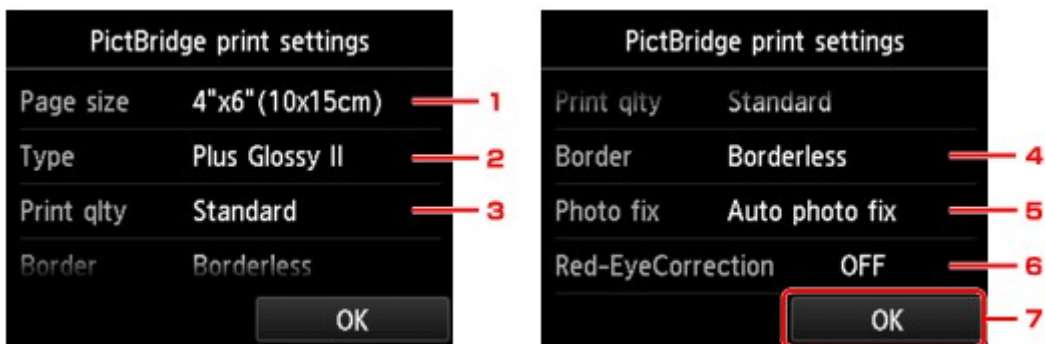 PictBridge print settings
Page size 4"x6"(10x15cm) 1
Type Plus Glossy II 2
Print qlty Standard 3
Border Borderless
OK
PictBridge print settings
Print qlty Standard
Border Borderless 4
Photo fix Auto photo fix 5
Red-EyeCorrection OFF 6
OK 7